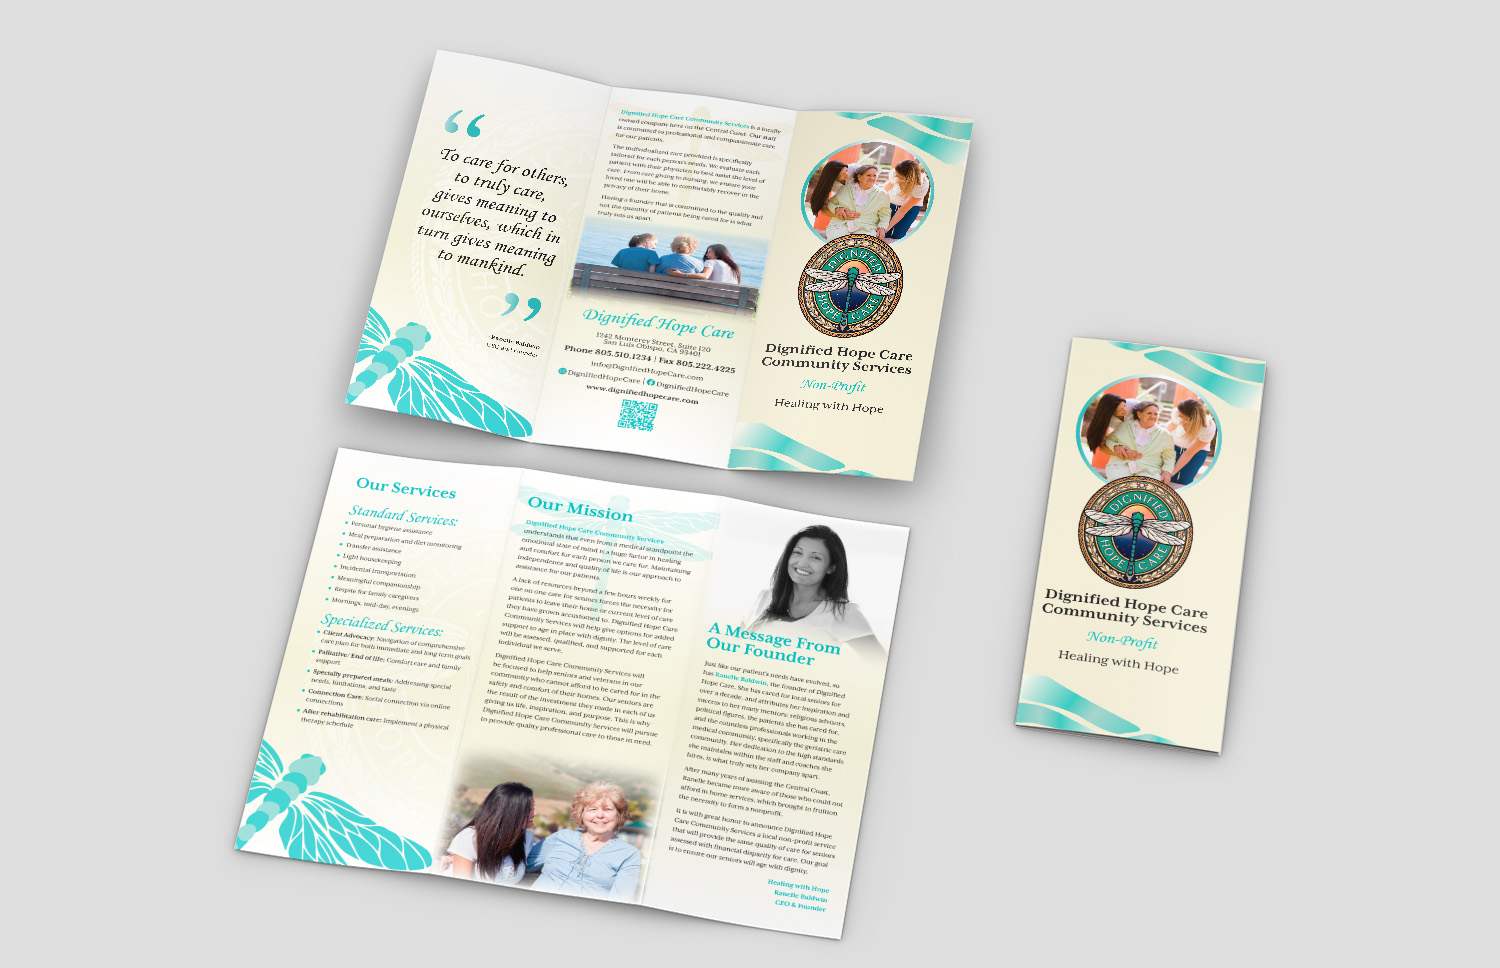 To care for others,
to truly care,
gives meaning to
ourselves, which in
turn gives meaning
to mankind.
Ranelle Baldwin
CEO and Founder
Dignified Hope Care Community Services is a locally
owned company here on the Central Coast. Our staff
is committed to professional and compassionate care
for our patients.
The individualized care provided is specifically
tailored for each person's needs. We evaluate each
patient with their physician to best assist the level of
care. From care giving to nursing, we ensure your
loved one will be able to comfortably recover in the
privacy of their home.
Having a founder that is committed to the quality and
not the quantity of patients being cared for is what
truly sets us apart.
Dignified Hope Care
1242 Monterey Street, Suite 120
San Luis Obispo, CA 93401
Phone 805.510.1234 | Fax 805.222.4225
info@DignifiedHopeCare.com
DignifiedHopeCare | DignifiedHopeCare
www.dignifiedhopecare.com
DIGNIFIED
HOPE CARE
Dignified Hope Care
Community Services
Non-Profit
Healing with Hope
Our Services
Standard Services:
• Personal hygiene assistance
• Meal preparation and diet monitoring
• Transfer assistance
• Light housekeeping
• Incidental transportation
• Meaningful companionship
• Respite for family caregivers
• Mornings, mid-day, evenings
Specialized Services:
• Client Advocacy: Navigation of comprehensive
care plan for both immediate and long term goals
• Palliative/End of life: Comfort care and family
support
• Specially prepared meals: Addressing special
needs, limitations, and taste
• Connection Care: Social connection via online
connections
• After rehabilitation care: Implement a physical
therapy schedule
Our Mission
Dignified Hope Care Community Services
understands that even from a medical standpoint the
emotional state of mind is a huge factor in healing
and comfort for each person we care for. Maintaining
independence and quality of life is our approach to
assistance for our patients.
A lack of resources beyond a few hours weekly for
one on one care for seniors forces the necessity for
patients to leave their home or current level of care
they have grown accustomed to. Dignified Hope Care
Community Services will help give options for added
support to age in place with dignity. The level of care
will be assessed, qualified, and supported for each
individual we serve.
Dignified Hope Care Community Services will
be focused to help seniors and veterans in our
community who cannot afford to be cared for in the
safety and comfort of their homes. Our seniors are
the result of the investment they made in each of us
giving us life, inspiration, and purpose. This is why
Dignified Hope Care Community Services will pursue
to provide quality professional care to those in need.
A Message From
Our Founder
Just like our patient's needs have evolved, so
has Ranelle Baldwin, the founder of Dignified
Hope Care. She has cared for local seniors for
over a decade, and attributes her inspiration and
success to her many mentors: religious advisors,
political figures, the patients she has cared for,
and the countless professionals working in the
medical community, specifically the geriatric care
community. Her dedication to the high standards
she maintains within the staff and coaches she
hires, is what truly sets her company apart.
After many years of assisting the Central Coast,
Ranelle became more aware of those who could not
afford in home services, which brought to fruition
the necessity to form a nonprofit.
It is with great honor to announce Dignified Hope
Care Community Services a local non-profit service
that will provide the same quality of care for seniors
assessed with financial disparity for care. Our goal
is to ensure our seniors will age with dignity.
Healing with Hope
Ranelle Baldwin
CEO & Founder
DIGNIFIED
HOPE CARE
Dignified Hope Care
Community Services
Non-Profit
Healing with Hope